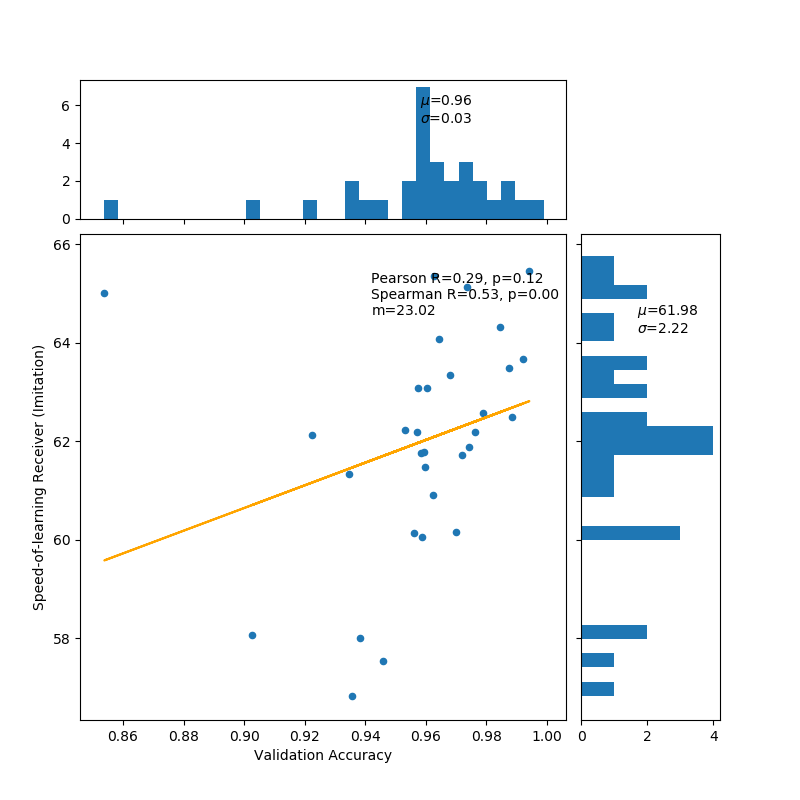 6
4
2
0
μ=0.96
σ=0.03
66
64
62
60
58
Speed-of-learning Receiver (Imitation)
Pearson R=0.29, p=0.12
Spearman R=0.53, p=0.00
m=23.02
μ=61.98
σ=2.22
0.86 0.88 0.90 0.92 0.94 0.96 0.98 1.00
0 2 4
Validation Accuracy